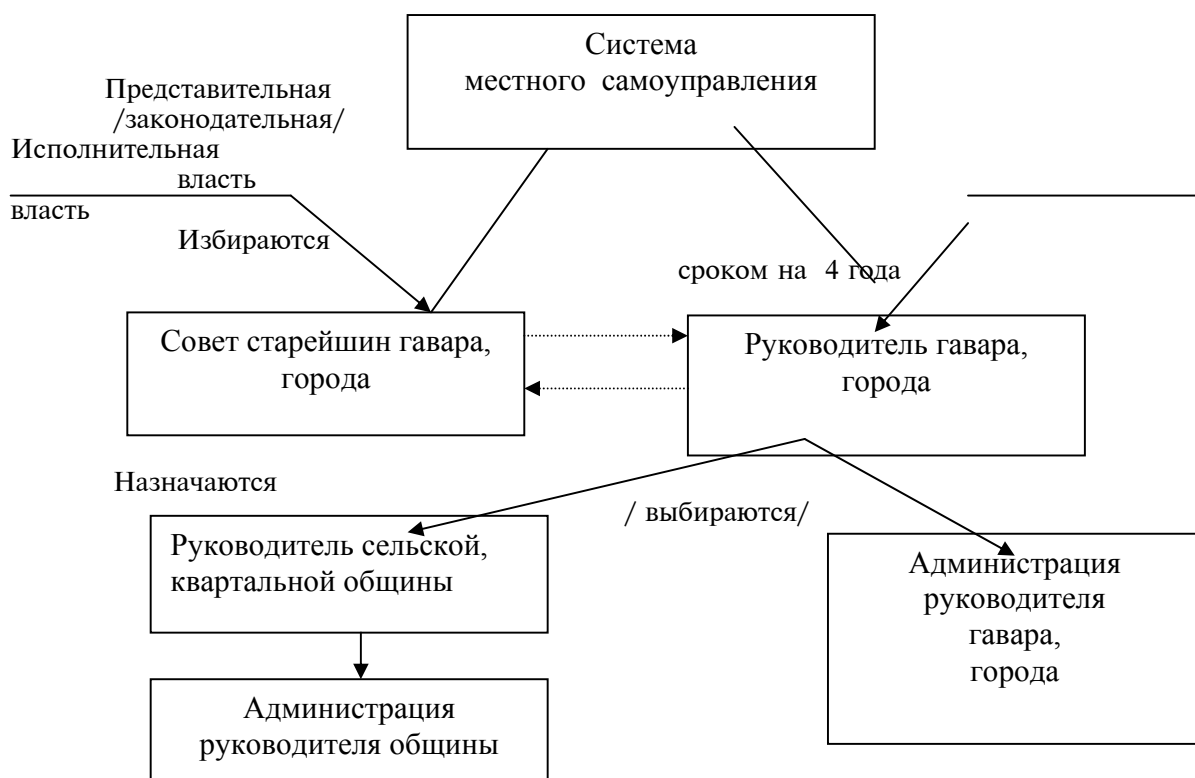 Система
местного самоуправления
Представительная
/законодательная/
Исполнительная
власть
власть
Избираются
сроком на 4 года
Совет старейшин гавара,
города
Руководитель гавара,
города
Назначаются
/ выбираются/
Руководитель сельской,
квартальной общины
Администрация
руководителя
гавара,
города
Администрация
руководителя общины